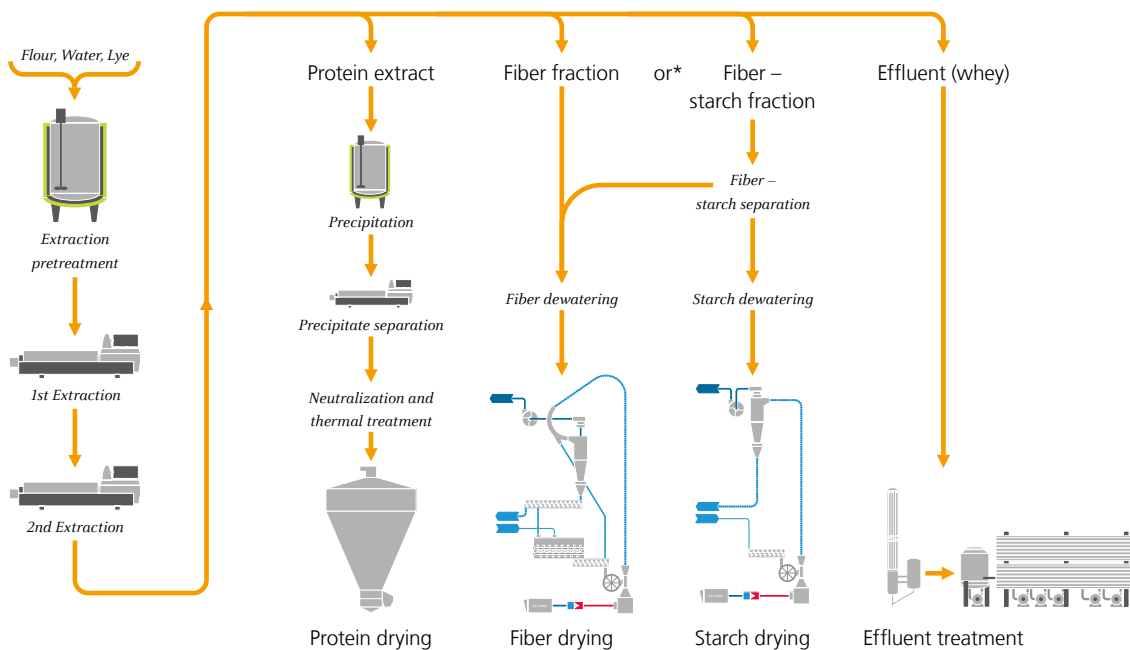 Flour, Water, Lye
Extraction
pretreatment
1st Extraction
2nd Extraction
Protein extract
Precipitation
Precipitate separation
Neutralization and
thermal treatment
Protein drying
Fiber fraction
or*
Fiber –
starch fraction
Fiber –
starch separation
Fiber dewatering
Starch dewatering
Fiber drying
Starch drying
Effluent (whey)
Effluent treatment